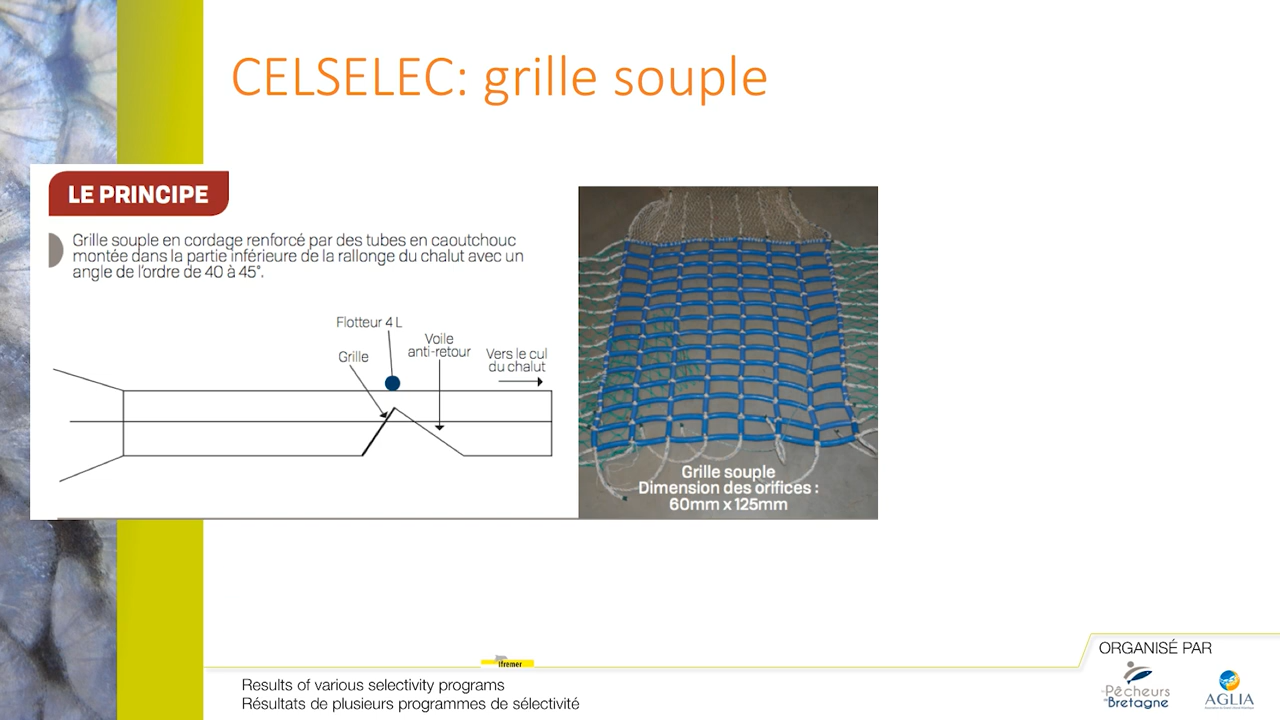 CELSELEC: grille souple
LE PRINCIPE
Grille souple en cordage renforcé par des tubes en caoutchouc
montée dans la partie inférieure de la rallonge du chalut avec un
angle de l'ordre de 40 à 45°.
Flotteur 4 L
Grille
Voile
anti-retour
Vers le cul
du chalut
Grille souple
Dimension des orifices :
60mm x 125mm
ifremer
Results of various selectivity programs
Résultats de plusieurs programmes de sélectivité
ORGANISÉ PAR
Pêcheurs
Bretagne
AGLIA